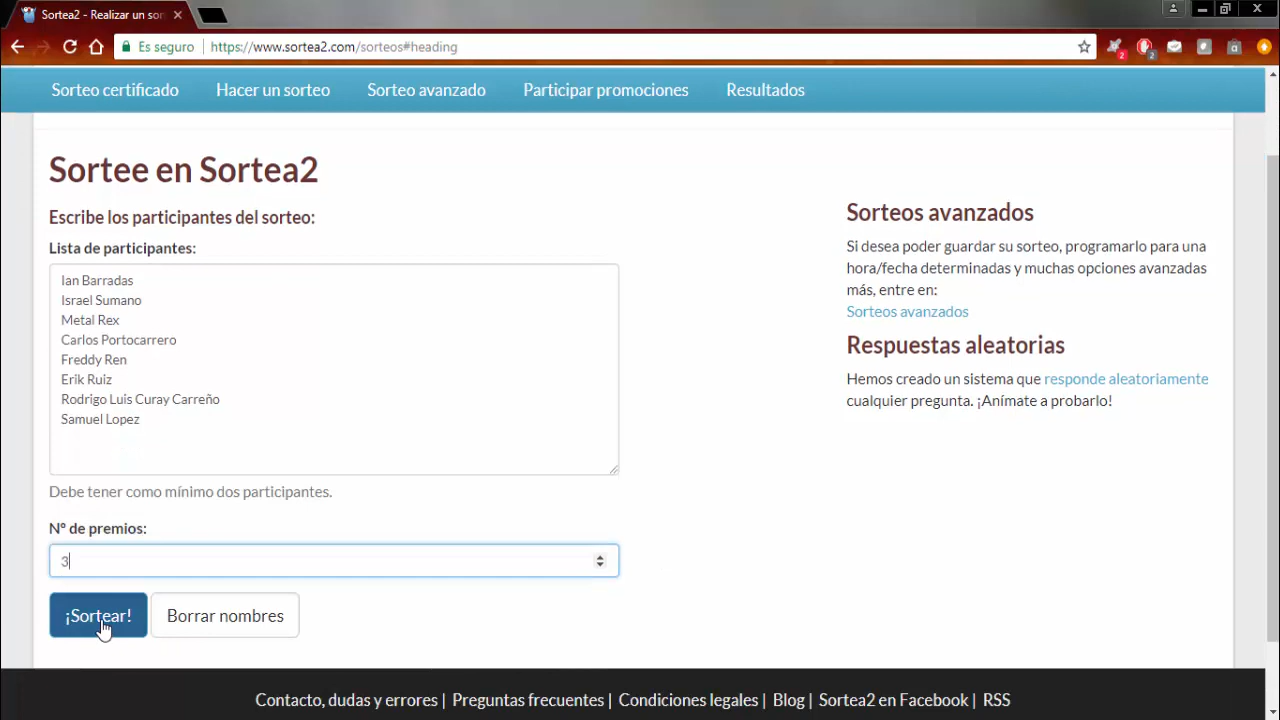 Sortea2 - Realizar un sor
Es seguro https://www.sortea2.com/sorteos#heading
2 2
Sorteo certificado Hacer un sorteo Sorteo avanzado Participar promociones Resultados
Sortee en Sortea2
Escribe los participantes del sorteo:
Lista de participantes:
Ian Barradas
Israel Sumano
Metal Rex
Carlos Portocarrero
Freddy Ren
Erik Ruiz
Rodrigo Luis Curay Carreño
Samuel Lopez
Debe tener como mínimo dos participantes.
Nº de premios:
3
¡Sortear! Borrar nombres
Sorteos avanzados
Si desea poder guardar su sorteo, programarlo para una
hora/fecha determinadas y muchas opciones avanzadas
más, entre en:
Sorteos avanzados
Respuestas aleatorias
Hemos creado un sistema que responde aleatoriamente
cualquier pregunta. ¡Anímate a probarlo!
Contacto, dudas y errores | Preguntas frecuentes | Condiciones legales | Blog | Sortea2 en Facebook | RSS